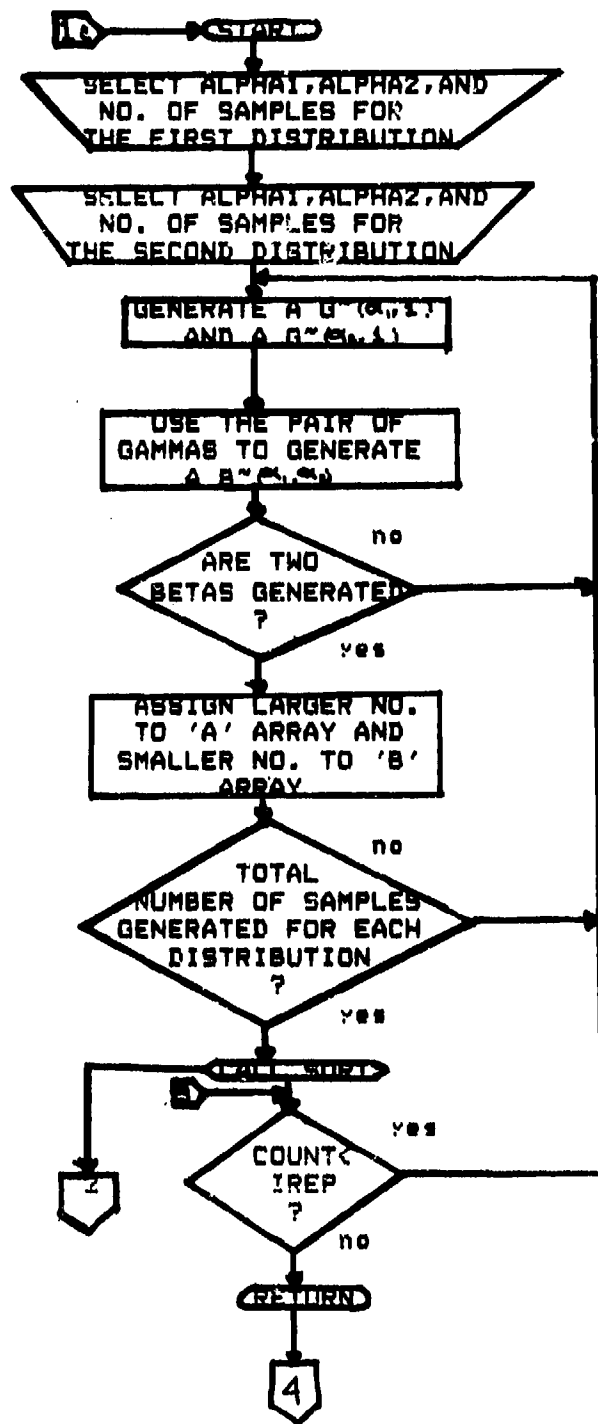 START
SELECT ALPHA1,ALPHA2,AND
NO. OF SAMPLES FOR
THE FIRST DISTRIBUTION
SELECT ALPHA1,ALPHA2,AND
NO. OF SAMPLES FOR
THE SECOND DISTRIBUTION
GENERATE A G~(α,1)
AND A G~(α,1)
USE THE PAIR OF
GAMMAS TO GENERATE
A B~(α,α)
no
ARE TWO
BETAS GENERATED
?
yes
ASSIGN LARGER NO.
TO 'A' ARRAY AND
SMALLER NO. TO 'B'
ARRAY
no
TOTAL
NUMBER OF SAMPLES
GENERATED FOR EACH
DISTRIBUTION
?
yes
CALL SORT
yes
COUNT<
IREP
?
no
RETURN
4